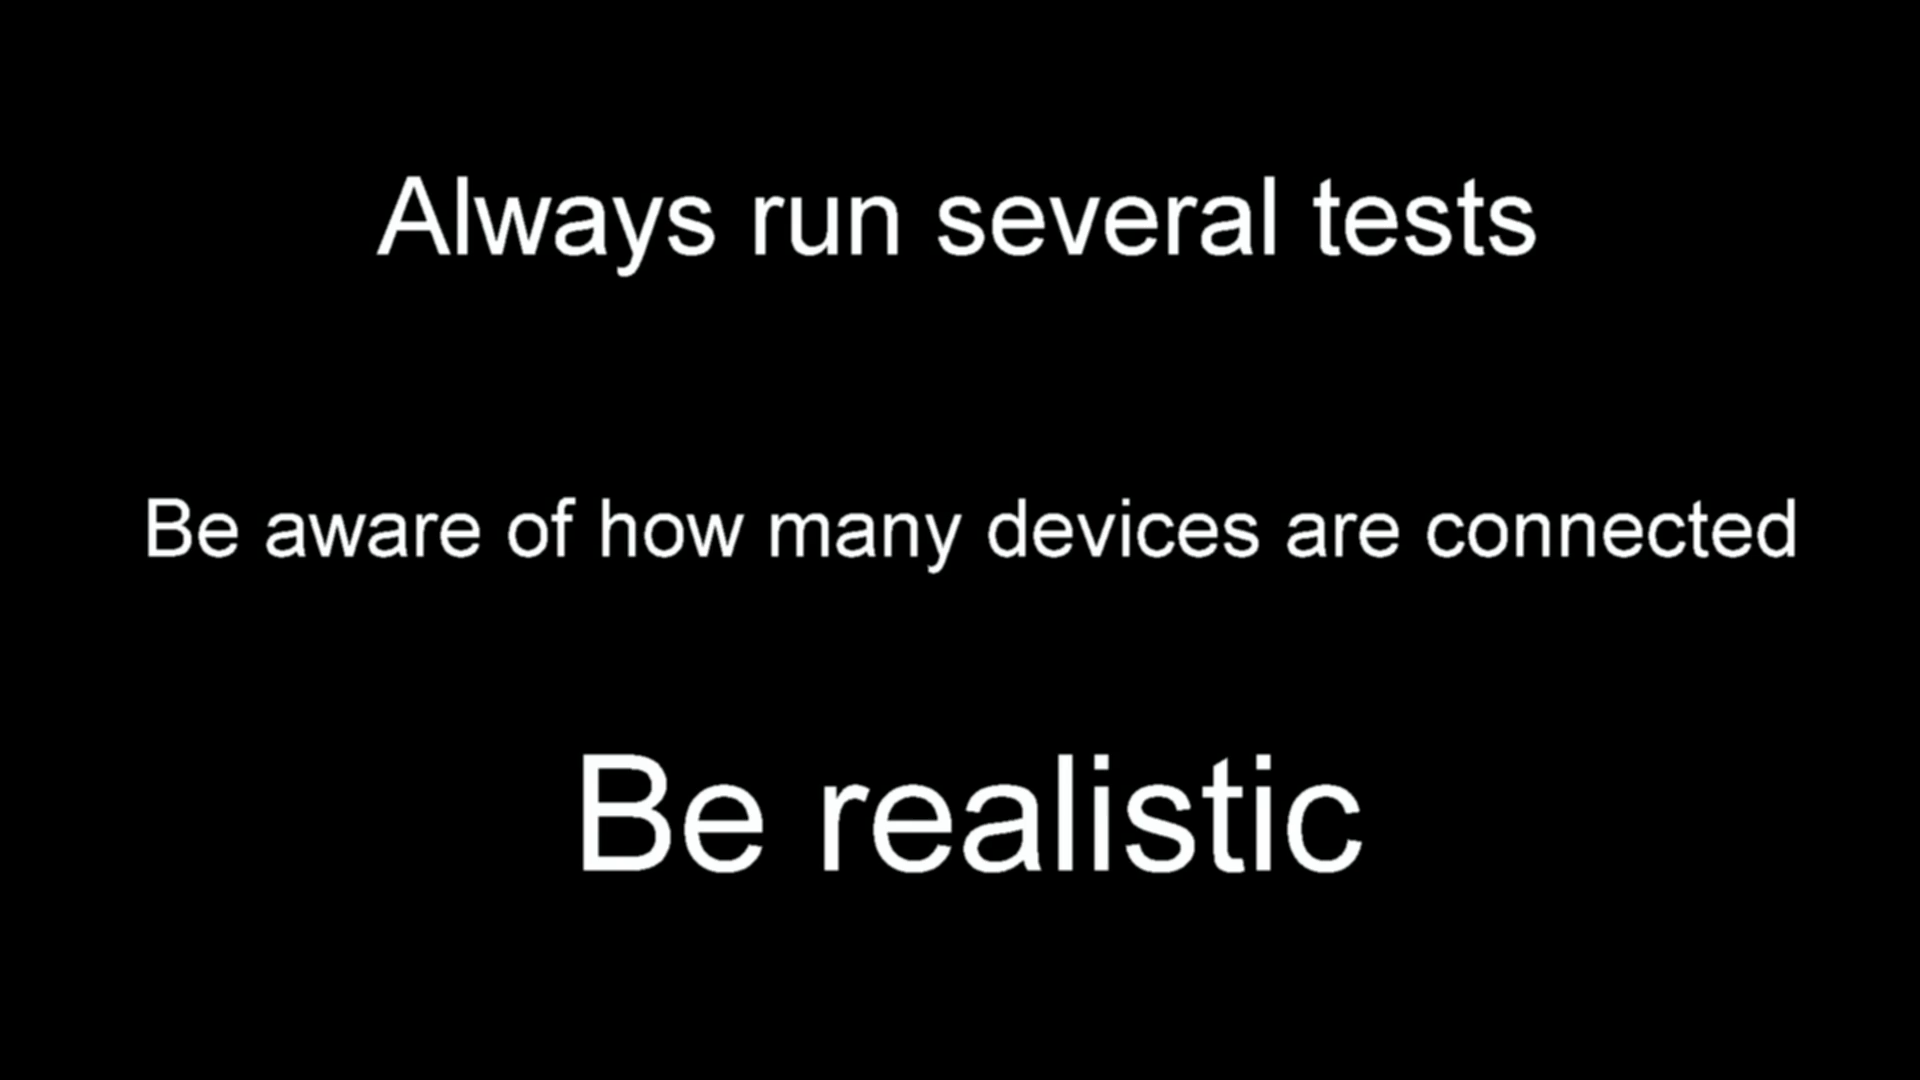 Always run several tests
Be aware of how many devices are connected
Be realistic